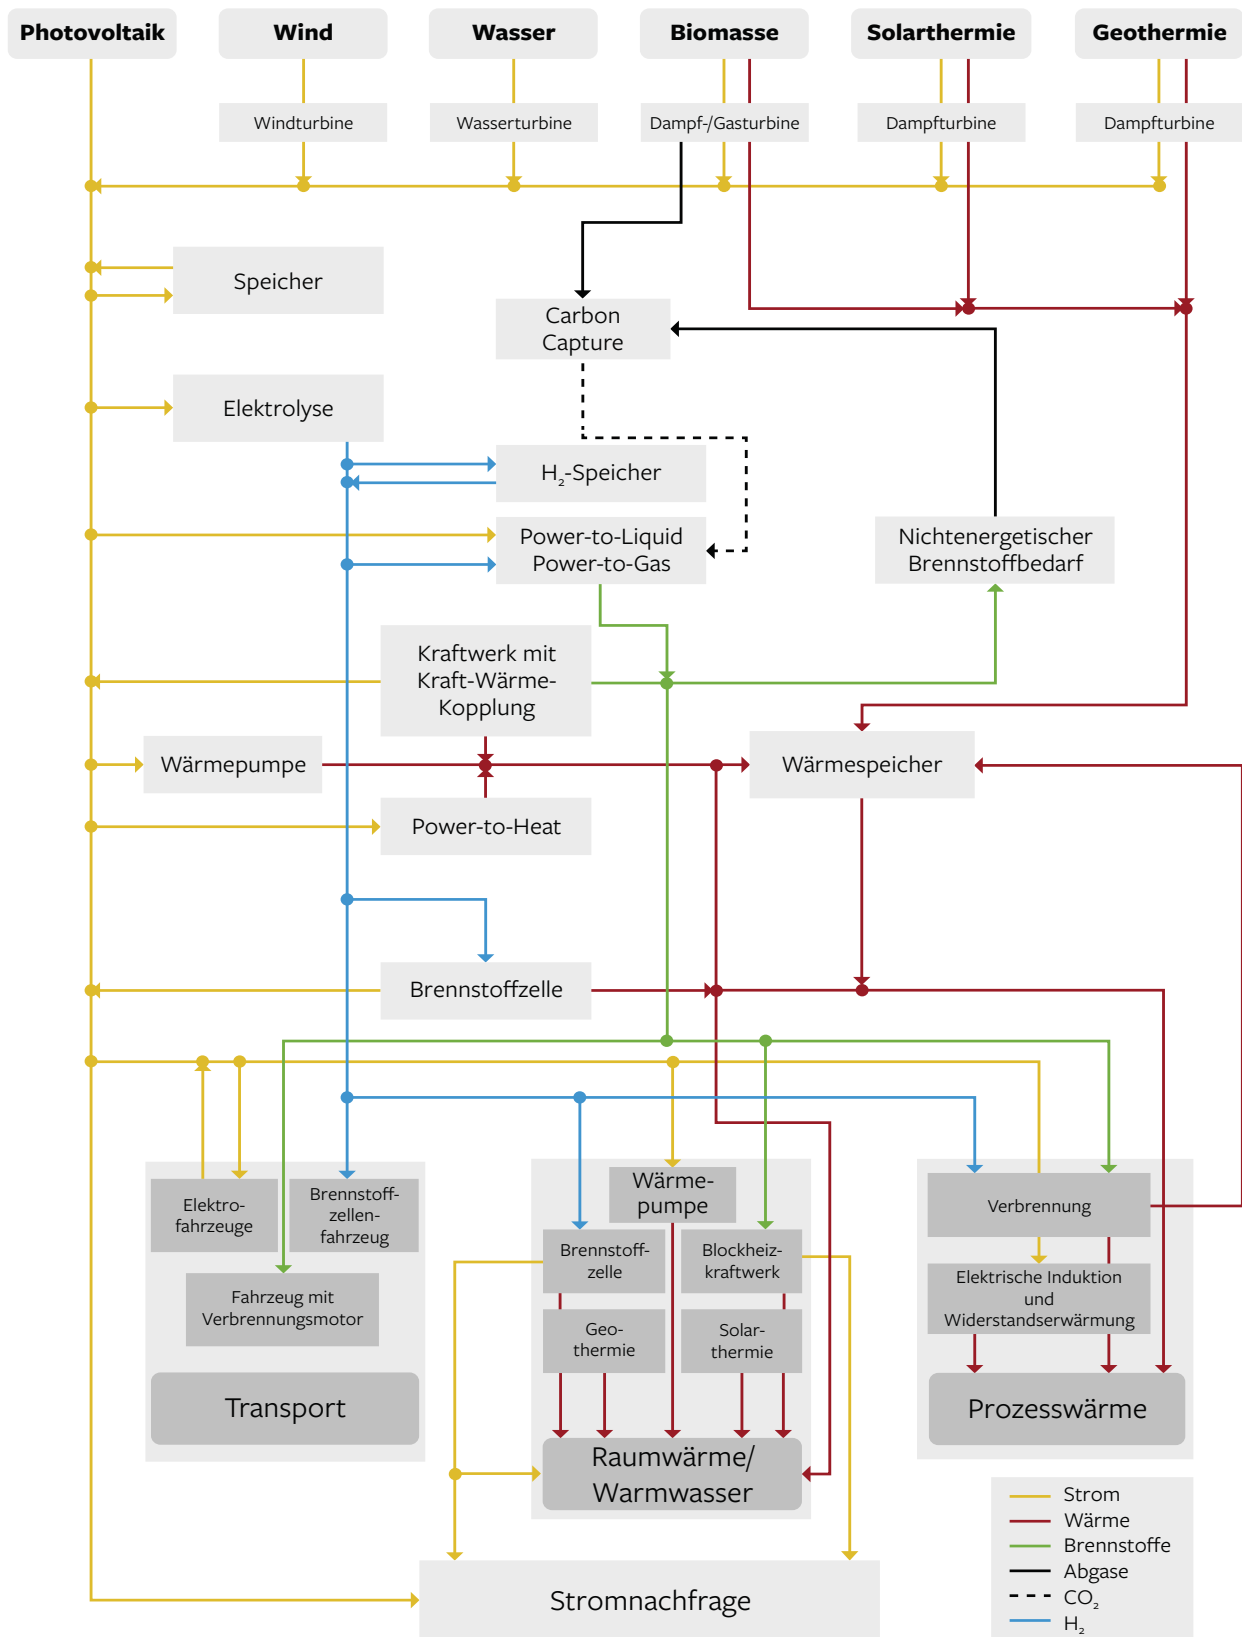 Photovoltaik
Wind
Wasser
Biomasse
Solarthermie
Geothermie
Windturbine
Wasserturbine
Dampf-/Gasturbine
Dampfturbine
Dampfturbine
Speicher
Carbon
Capture
Elektrolyse
H₂-Speicher
Power-to-Liquid
Power-to-Gas
Nichtenergetischer
Brennstoffbedarf
Kraftwerk mit
Kraft-Wärme-
Kopplung
Wärmepumpe
Wärmespeicher
Power-to-Heat
Brennstoffzelle
Elektro-
fahrzeuge
Brennstoff-
zellen-
fahrzeug
Fahrzeug mit
Verbrennungsmotor
Transport
Wärme-
pumpe
Brennstoff-
zelle
Blockheiz-
kraftwerk
Geo-
thermie
Solar-
thermie
Raumwärme/
Warmwasser
Verbrennung
Elektrische Induktion
und
Widerstandserwärmung
Prozesswärme
Stromnachfrage
Strom
Wärme
Brennstoffe
Abgase
CO₂
H₂